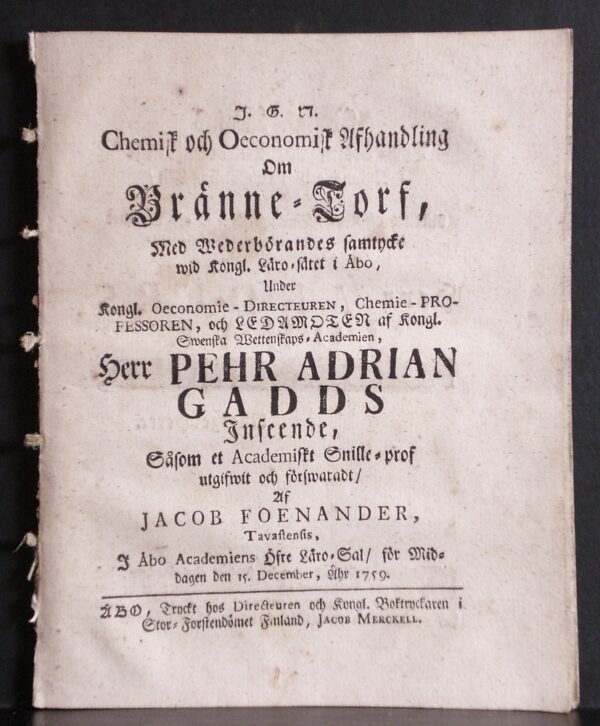 J. G. N.
Chemisk och Oeconomisk Afhandling
Om
Bränne-Torf,
Med Wederbörandes samtycke
wid Kongl. Läro-sätet i Åbo,
Under
Kongl. Oeconomie-DIRECTEUREN, Chemie-PRO-
FESSOREN, och LEDAMOTEN af Kongl.
Swenska Wettenskaps-Academien,
Herr PEHR ADRIAN
GADDS
Inseende,
Såsom et Academiskt Snille-prof
utgifwit och förswaradt/
Af
JACOB FOENANDER,
Tavastensis,
J Åbo Academiens Öfre Läro-Sal/ för Mid-
dagen den 15. December, Åhr 1759.
ÅBO, Tryckt hos Directeuren och Kongl. Boktryckaren i
Stor-Forstendömet Finland, JACOB MERCKELL.